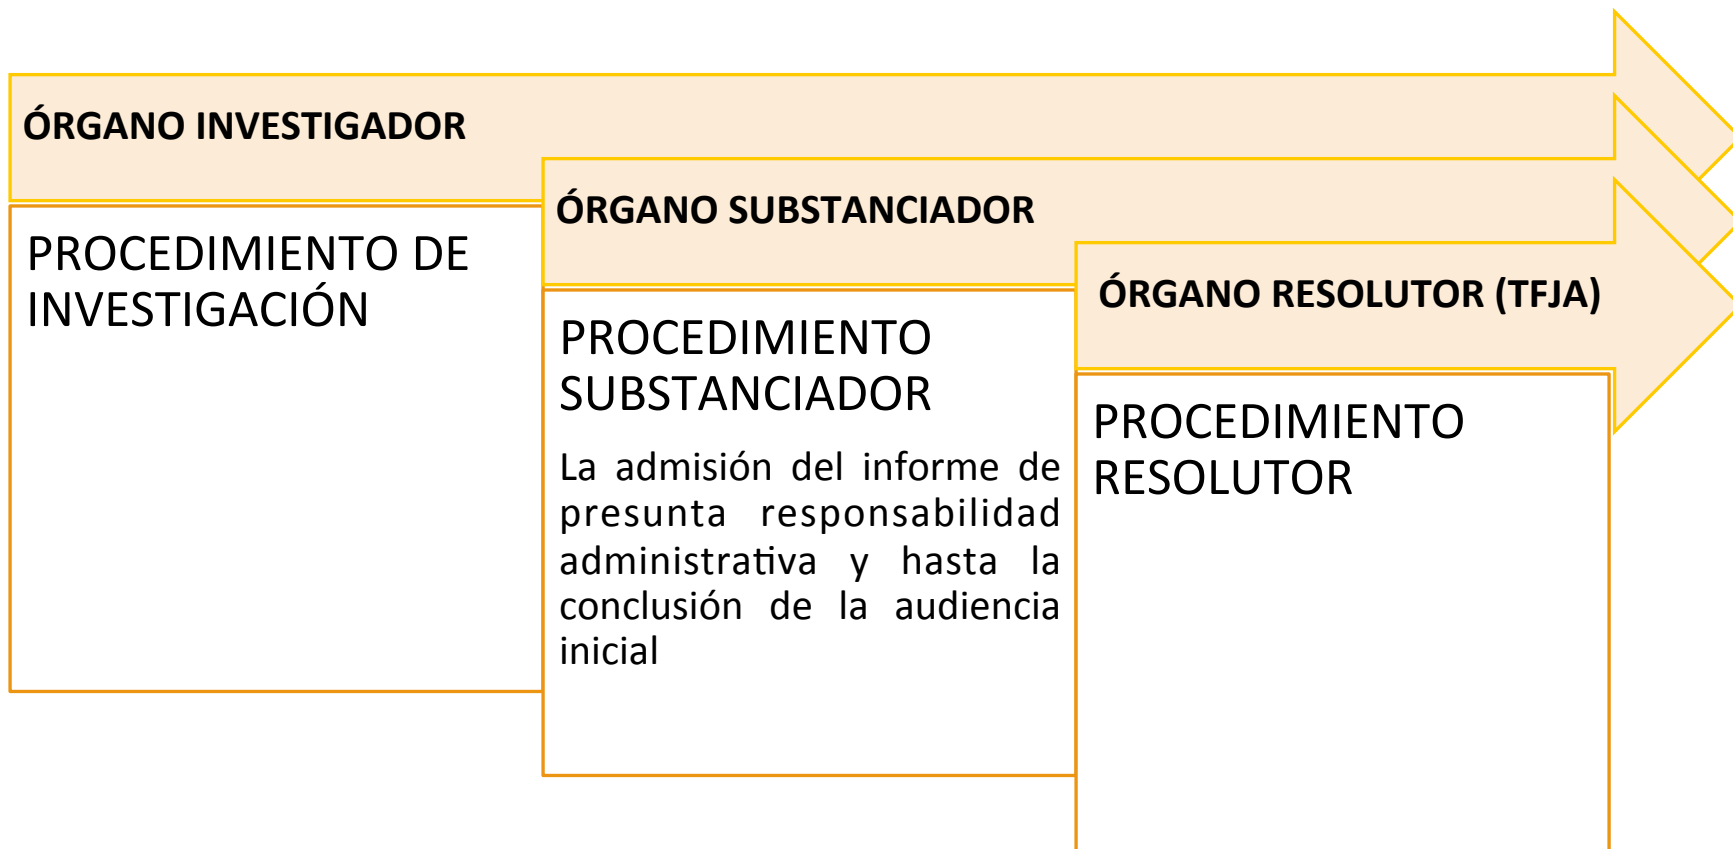 ÓRGANO INVESTIGADOR
PROCEDIMIENTO DE
INVESTIGACIÓN
ÓRGANO SUBSTANCIADOR
PROCEDIMIENTO
SUBSTANCIADOR
La admisión del informe de
presunta responsabilidad
administrativa y hasta la
conclusión de la audiencia
inicial
ÓRGANO RESOLUTOR (TFJA)
PROCEDIMIENTO
RESOLUTOR